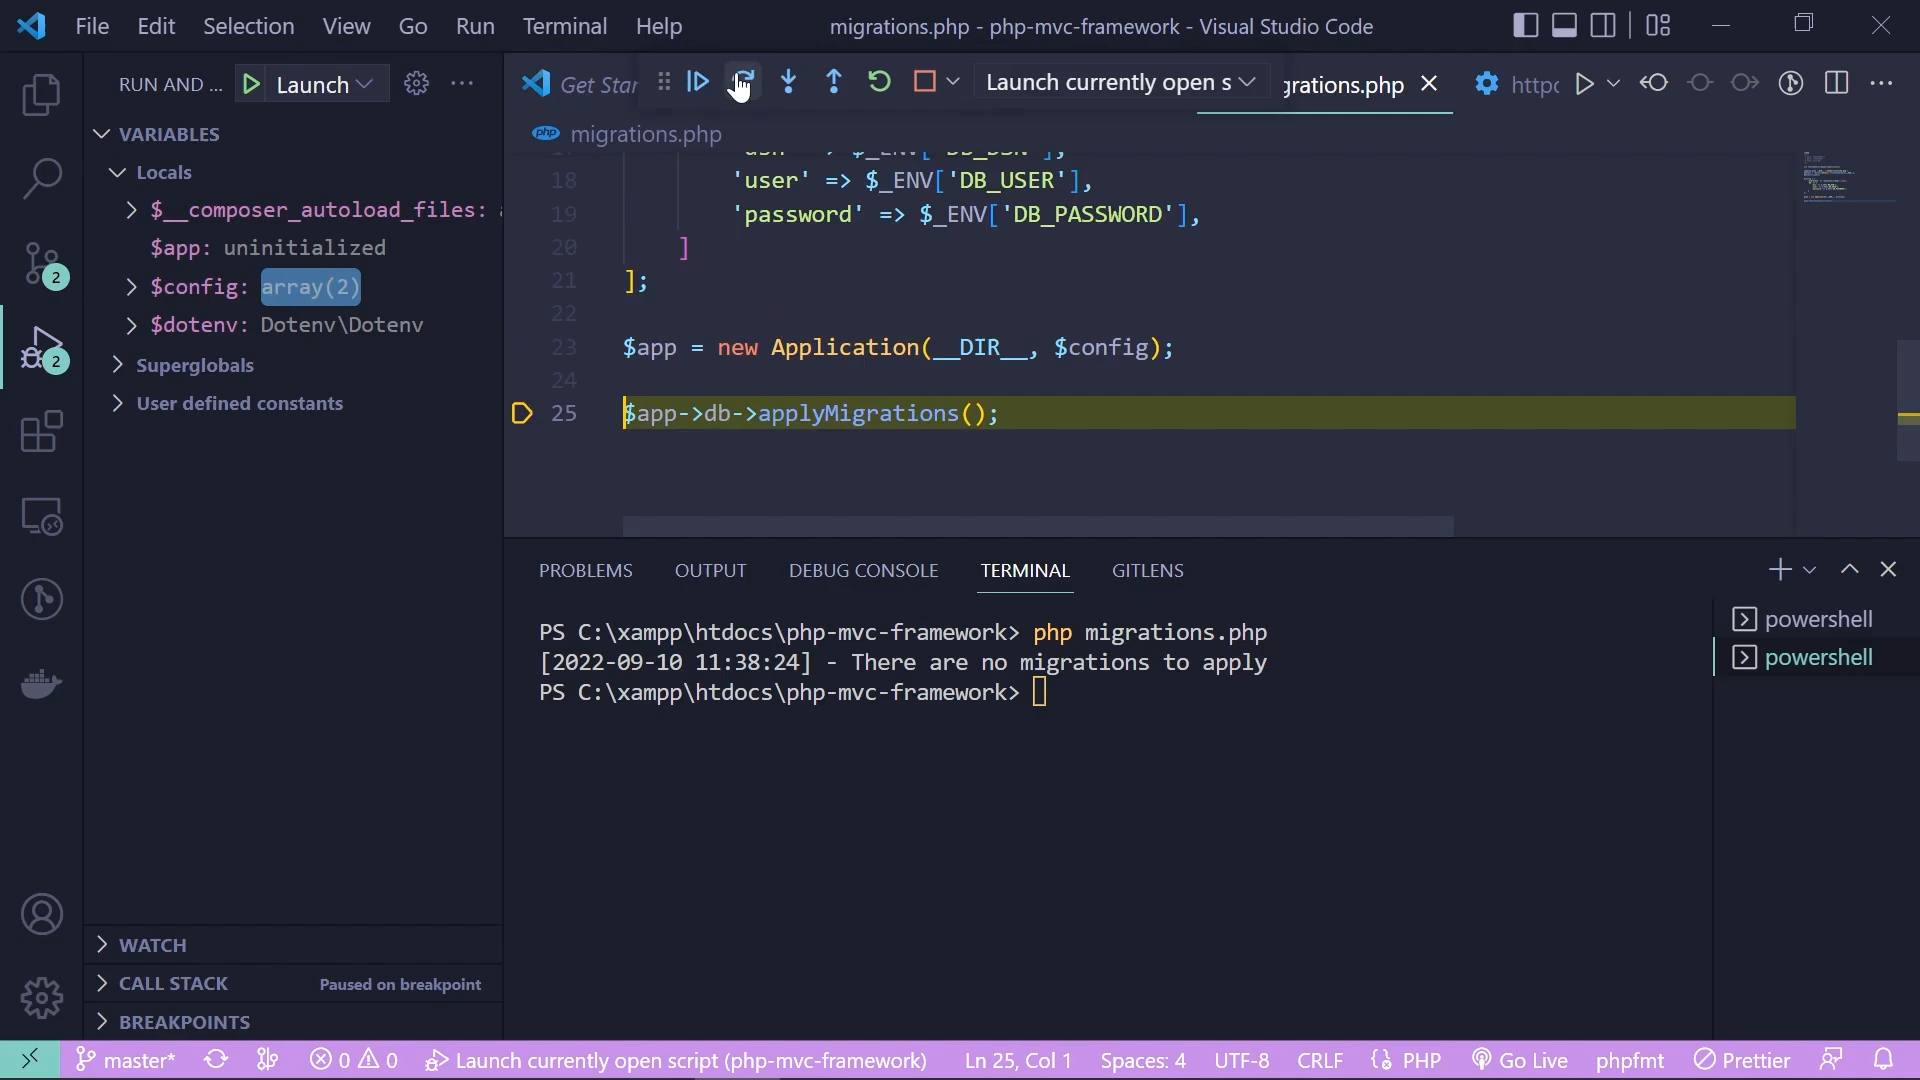 File Edit Selection View Go Run Terminal Help migrations.php - php-mvc-framework - Visual Studio Code
RUN AND ... Launch Get Star Launch currently open s grations.php httpd
VARIABLES
migrations.php
Locals
$__composer_autoload_files:
$app: uninitialized
$config: array(2)
$dotenv: Dotenv\Dotenv
Superglobals
User defined constants
18 'user' => $_ENV['DB_USER'],
19 'password' => $_ENV['DB_PASSWORD'],
20 ]
21 ];
22
23 $app = new Application(__DIR__, $config);
24
25 $app->db->applyMigrations();
PROBLEMS OUTPUT DEBUG CONSOLE TERMINAL GITLENS
PS C:\xampp\htdocs\php-mvc-framework> php migrations.php
[2022-09-10 11:38:24] - There are no migrations to apply
PS C:\xampp\htdocs\php-mvc-framework>
powershell
powershell
2
2
WATCH
CALL STACK Paused on breakpoint
BREAKPOINTS
master* 0 0 Launch currently open script (php-mvc-framework) Ln 25, Col 1 Spaces: 4 UTF-8 CRLF PHP Go Live phpfmt Prettier